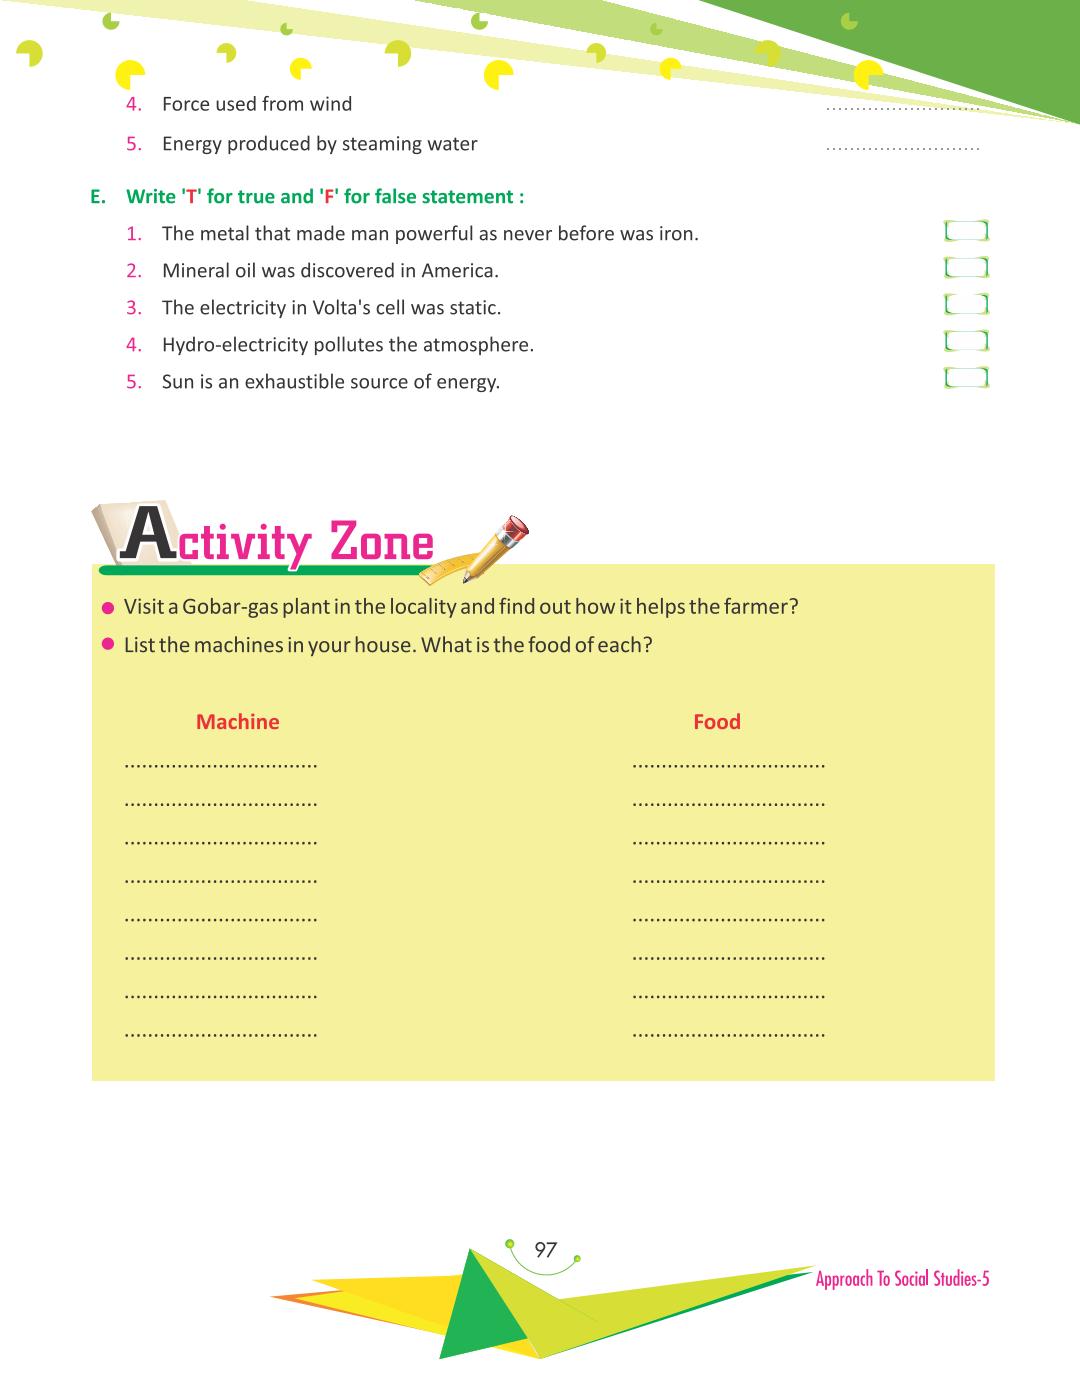 4. Force used from wind ..........................
5. Energy produced by steaming water ..........................
E. Write 'T' for true and 'F' for false statement :
1. The metal that made man powerful as never before was iron.
2. Mineral oil was discovered in America.
3. The electricity in Volta's cell was static.
4. Hydro-electricity pollutes the atmosphere.
5. Sun is an exhaustible source of energy.
Activity Zone
● Visit a Gobar-gas plant in the locality and find out how it helps the farmer?
● List the machines in your house. What is the food of each?
Machine Food
................................. .................................
................................. .................................
................................. .................................
................................. .................................
................................. .................................
................................. .................................
................................. .................................
................................. .................................
97
Approach To Social Studies-5